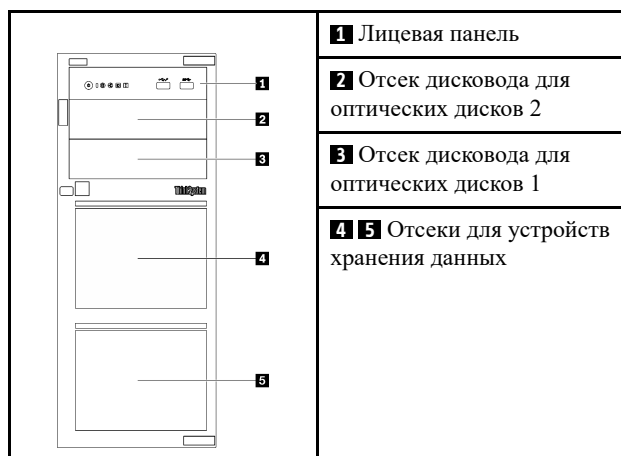 1
2
3
ThinkSystem
4
5
1 Лицевая панель
2 Отсек дисковода для
оптических дисков 2
3 Отсек дисковода для
оптических дисков 1
4 5 Отсеки для устройств
хранения данных